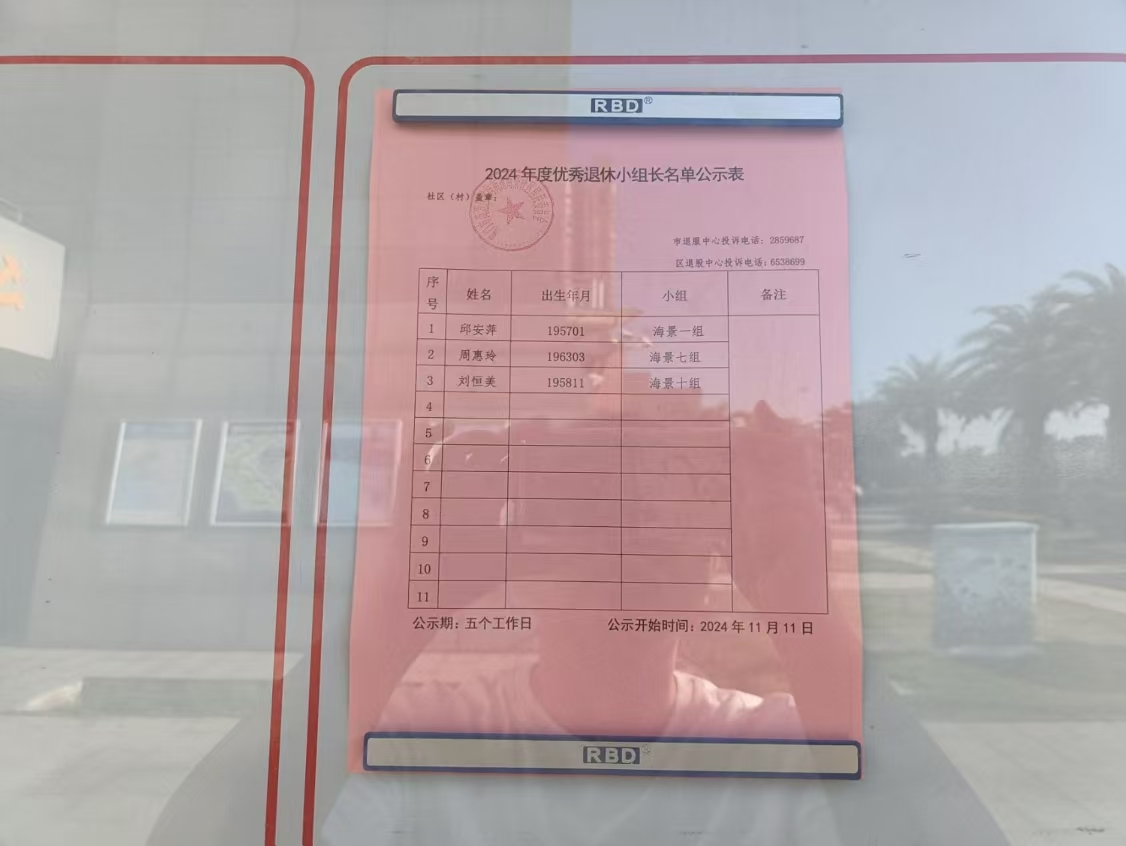 RBD®
2024 年度优秀退休小组长名单公示表
社区（村）盖章：
市退服中心投诉电话：2859687
区退服中心投诉电话：6538699
序号 姓名 出生年月 小组 备注
1 邱安萍 195701 海景一组
2 周惠玲 196303 海景七组
3 刘恒美 195811 海景十组
4
5
6
7
8
9
10
11
公示期：五个工作日 公示开始时间：2024 年 11 月 11 日
RBD®